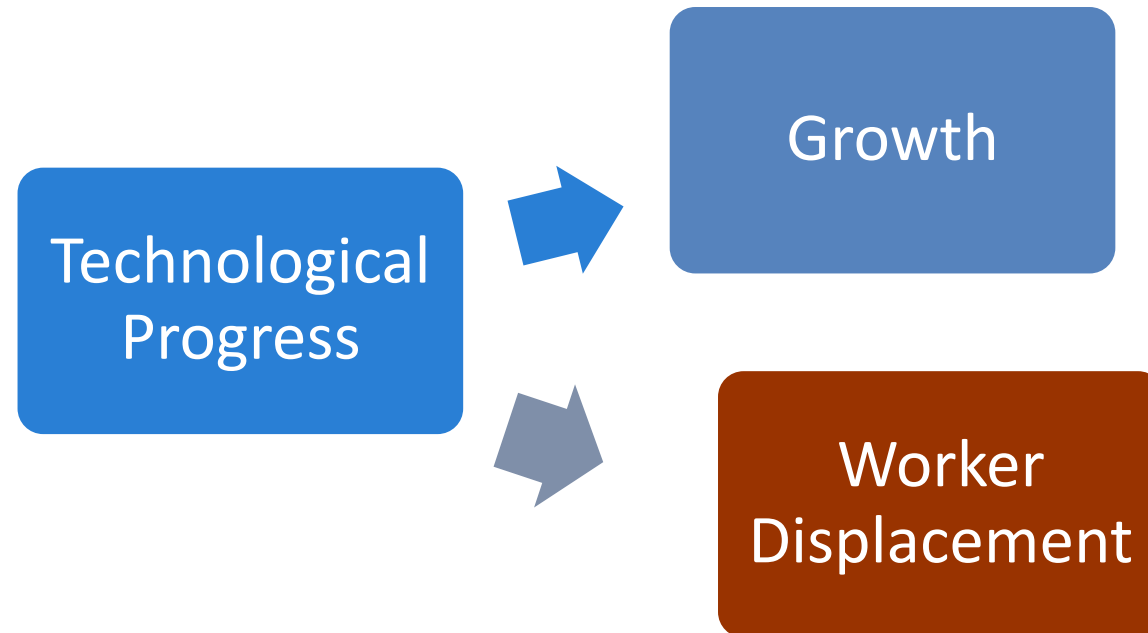 Technological
Progress
Growth
Worker
Displacement